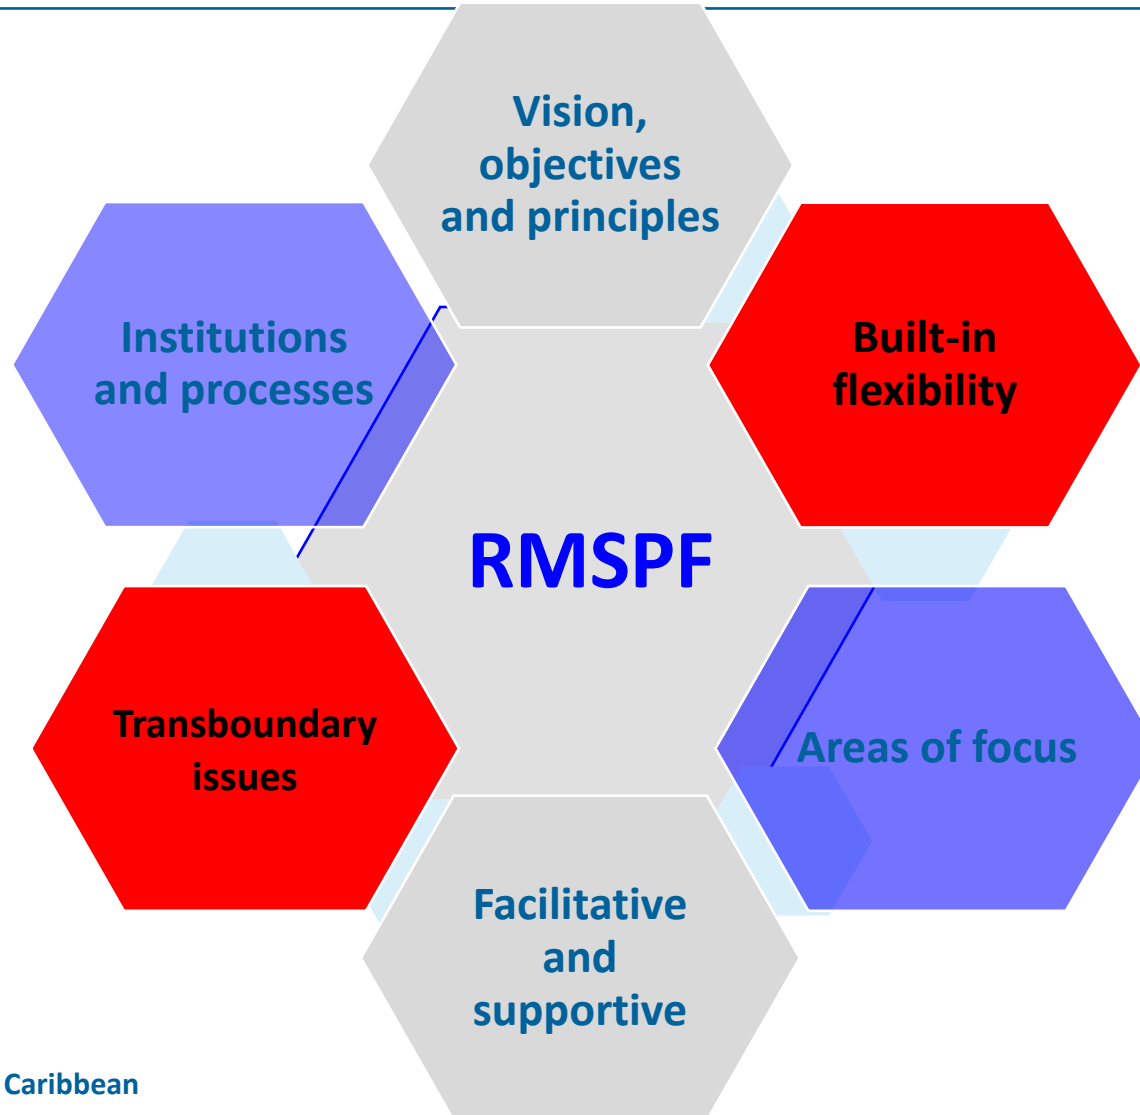 Vision,
objectives
and principles
Institutions
and processes
Built-in
flexibility
RMSPF
Transboundary
issues
Areas of focus
Facilitative
and
supportive
Caribbean